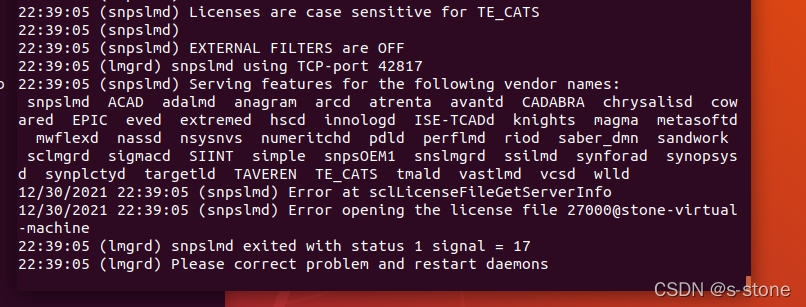 22:39:05 (snpslmd) Licenses are case sensitive for TE_CATS
22:39:05 (snpslmd)
22:39:05 (snpslmd) EXTERNAL FILTERS are OFF
22:39:05 (lmgrd) snpslmd using TCP-port 42817
22:39:05 (snpslmd) Serving features for the following vendor names:
snpslmd ACAD adalmd anagram arcd atrenta avantd CADABRA chrysalisd cow
ared EPIC eved extremed hscd innologd ISE-TCADd knights magma metasoftd
mwflexd nassd nsysnvs numeritchd pdld perflmd riod saber_dmn sandwork
sclmgrd sigmacd SIINT simple snpsOEM1 snslmgrd ssilmd synforad synopsys
d synplctyd targetld TAVEREN TE_CATS tmald vastlmd vcsd wlld
12/30/2021 22:39:05 (snpslmd) Error at sclLicenseFileGetServerInfo
12/30/2021 22:39:05 (snpslmd) Error opening the license file 27000@stone-virtual
-machine
22:39:05 (lmgrd) snpslmd exited with status 1 signal = 17
22:39:05 (lmgrd) Please correct problem and restart daemons
CSDN @s-stone